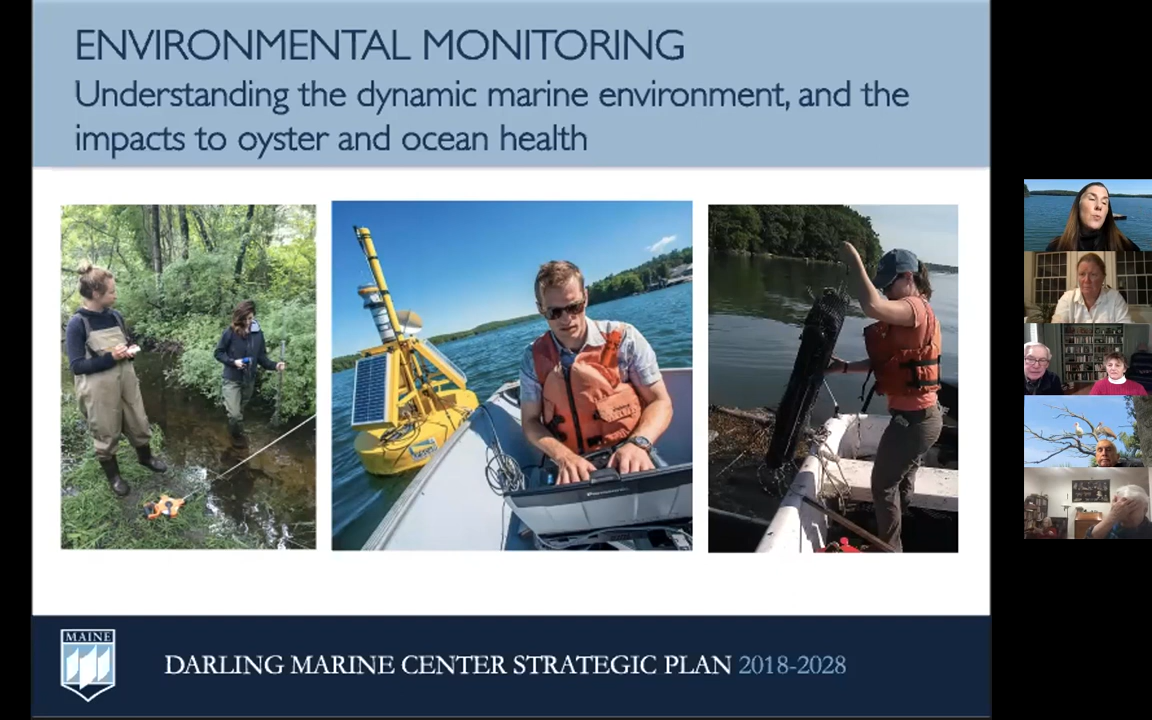 ENVIRONMENTAL MONITORING
Understanding the dynamic marine environment, and the
impacts to oyster and ocean health
MAINE
DARLING MARINE CENTER STRATEGIC PLAN 2018-2028